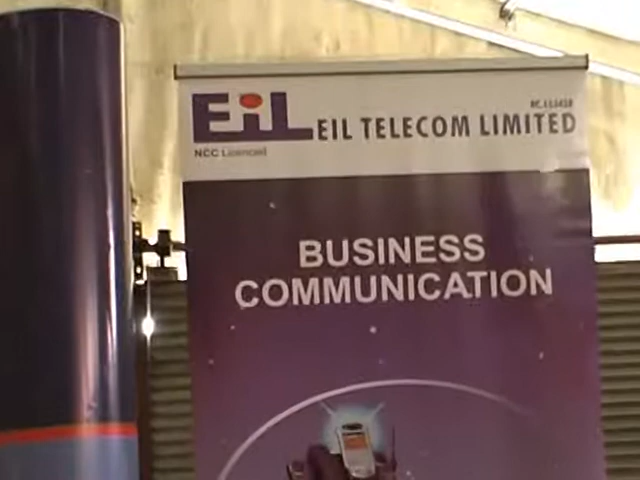 EiL EIL TELECOM LIMITED
NCC Licenced
BUSINESS
COMMUNICATION